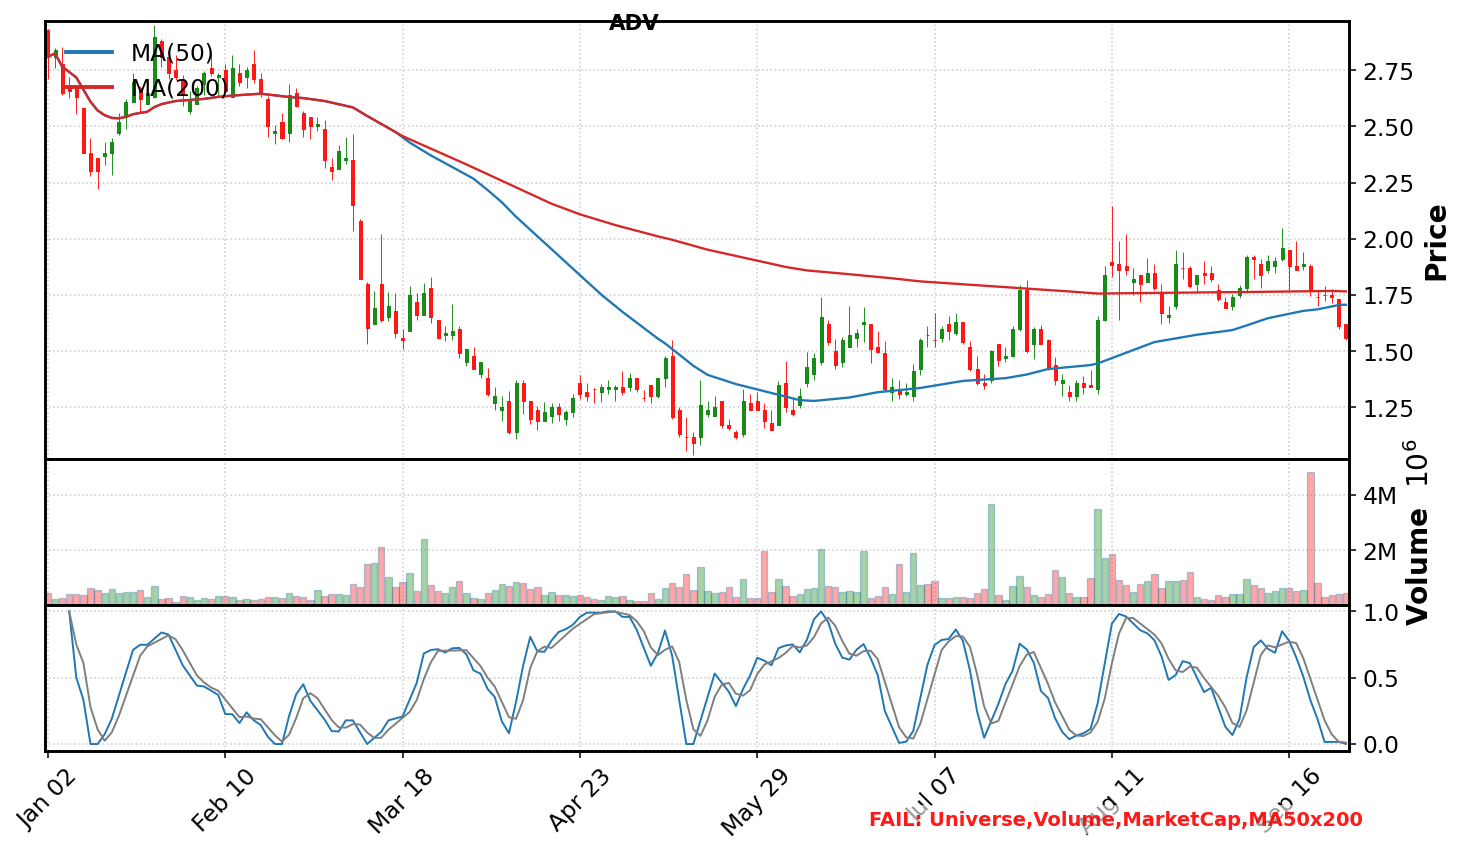 ADV
MA(50)
MA(200)
2.75
2.50
2.25
2.00
1.75
1.50
1.25
Price
4M
2M
Volume 10⁶
1.0
0.5
0.0
Jan 02
Feb 10
Mar 18
Apr 23
May 29
Jul 07
Aug 11
Sep 16
FAIL: Universe,Volume,MarketCap,MA50x200